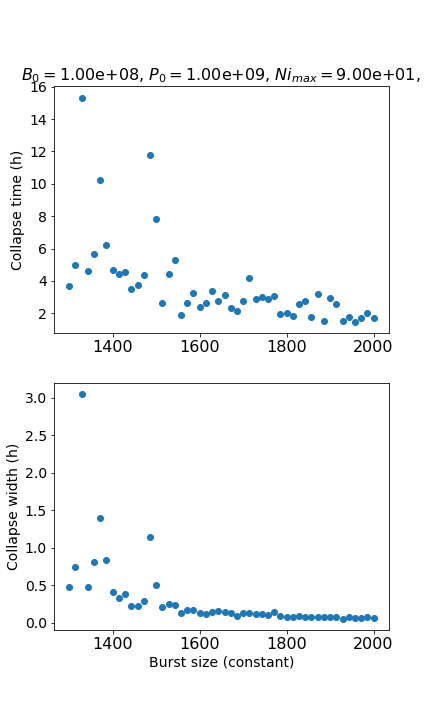 B₀ = 1.00e+08, P₀ = 1.00e+09, Niₘₐₓ = 9.00e+01,
16
14
12
10
8
6
4
2
Collapse time (h)
1400 1600 1800 2000
3.0
2.5
2.0
1.5
1.0
0.5
0.0
Collapse width (h)
1400 1600 1800 2000
Burst size (constant)